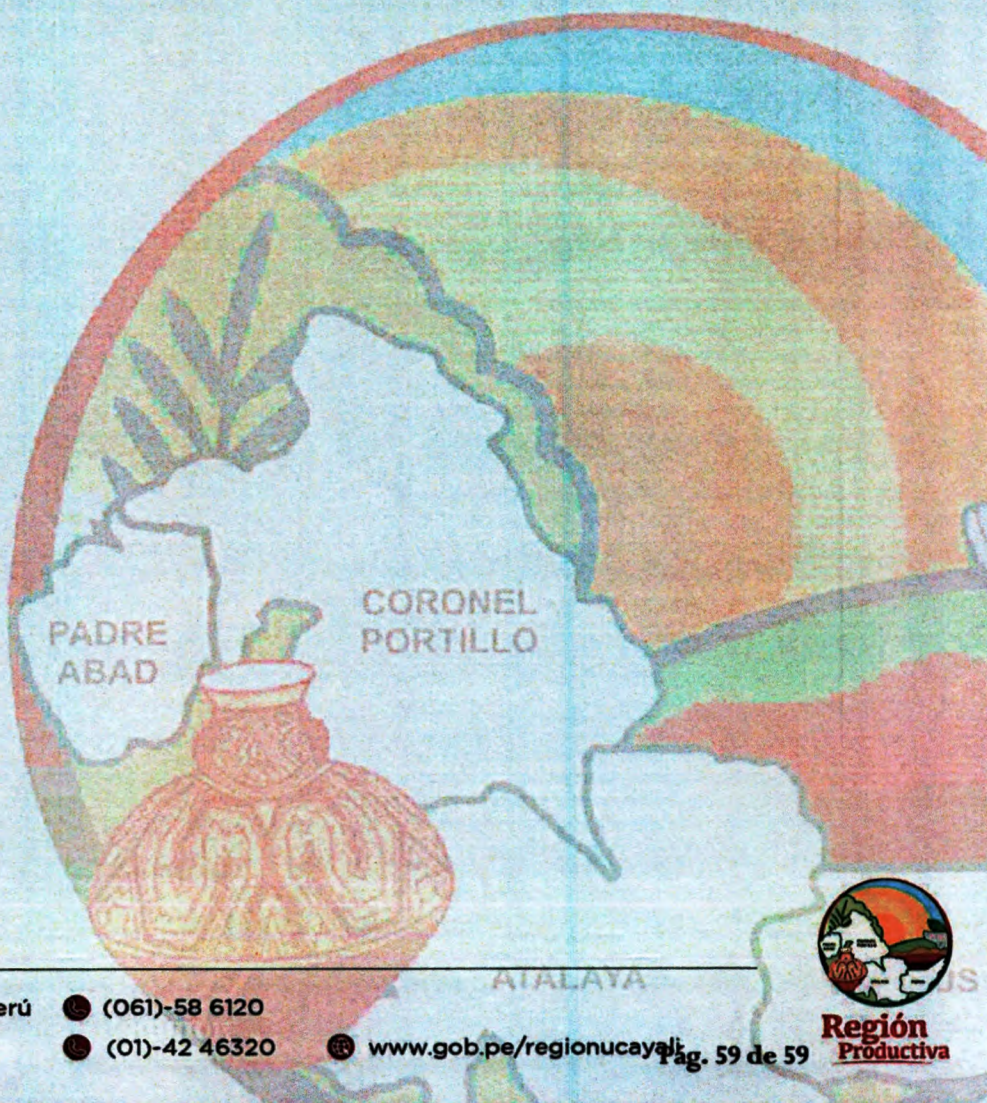 CORONEL
PORTILLO
PADRE
ABAD
ATALAYA
US
erú (061)-58 6120
(01)-42 46320 www.gob.pe/regionucayali
Pág. 59 de 59
Región
Productiva